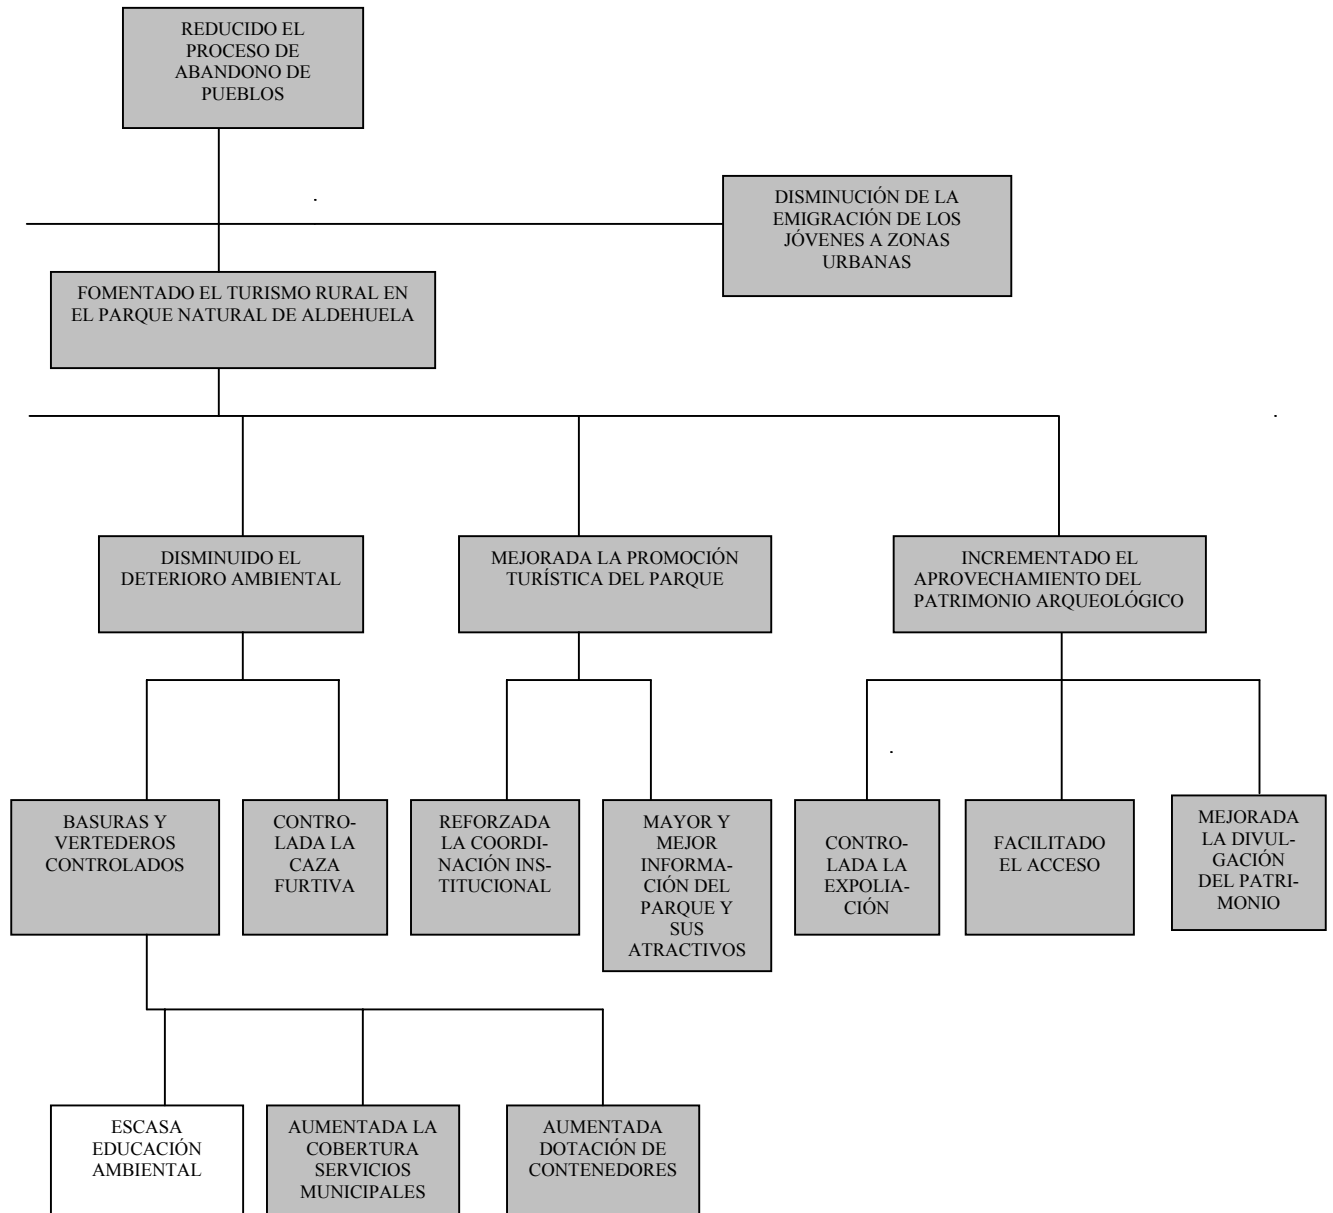 REDUCIDO EL
PROCESO DE
ABANDONO DE
PUEBLOS
DISMINUCIÓN DE LA
EMIGRACIÓN DE LOS
JÓVENES A ZONAS
URBANAS
FOMENTADO EL TURISMO RURAL EN
EL PARQUE NATURAL DE ALDEHUELA
DISMINUIDO EL
DETERIORO AMBIENTAL
MEJORADA LA PROMOCIÓN
TURÍSTICA DEL PARQUE
INCREMENTADO EL
APROVECHAMIENTO DEL
PATRIMONIO ARQUEOLÓGICO
BASURAS Y
VERTEDEROS
CONTROLADOS
CONTRO-
LADA LA
CAZA
FURTIVA
REFORZADA
LA COORDI-
NACIÓN INS-
TITUCIONAL
MAYOR Y
MEJOR
INFORMA-
CIÓN DEL
PARQUE Y
SUS
ATRACTIVOS
CONTRO-
LADA LA
EXPOLIA-
CIÓN
FACILITADO
EL ACCESO
MEJORADA
LA DIVUL-
GACIÓN
DEL PATRI-
MONIO
ESCASA
EDUCACIÓN
AMBIENTAL
AUMENTADA LA
COBERTURA
SERVICIOS
MUNICIPALES
AUMENTADA
DOTACIÓN DE
CONTENEDORES